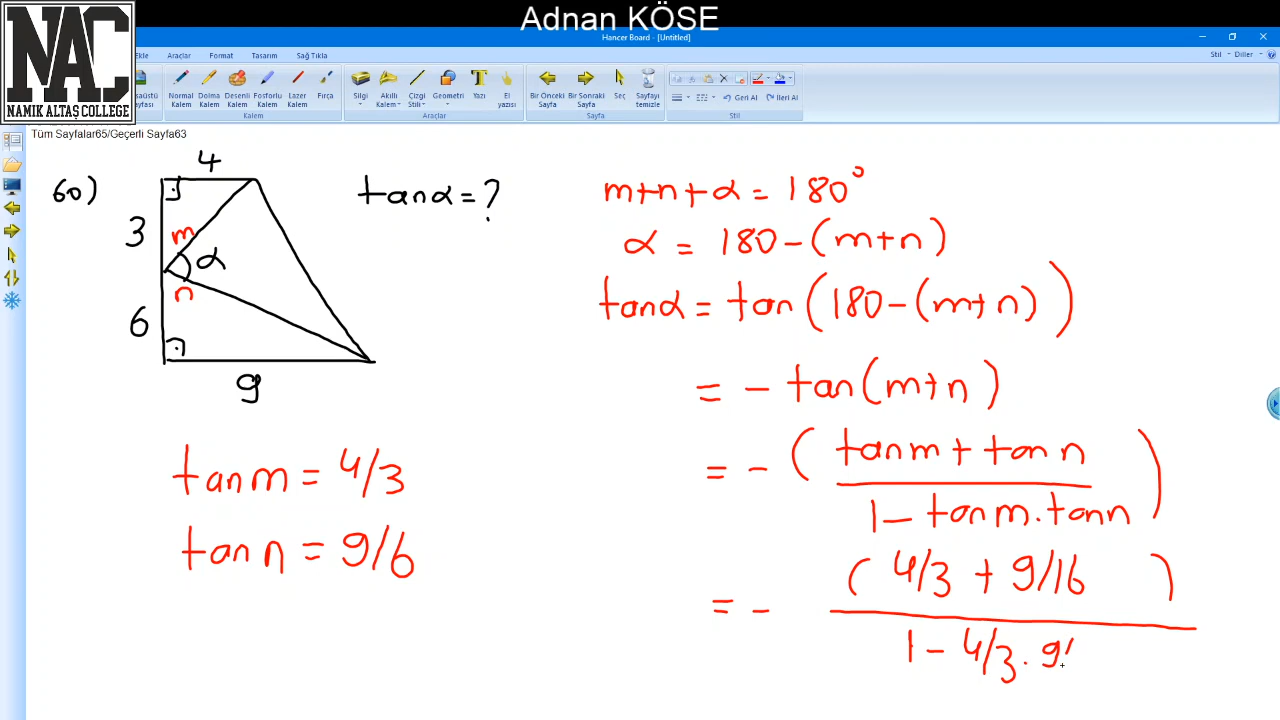 Adnan KÖSE
NAC
NAMIK ALTAŞ COLLEGE
Hancer Board - [Untitled]
Ekle Araçlar Format Tasarım Sağ Tıkla
Stil Diller
Normal Kalem
Dolma Kalem
Desenli Kalem
Fosforlu Kalem
Lazer Kalem
Fırça
Silgi
Akıllı Kalem
Çizgi Stili
Geometri
Yazı
El yazısı
Bir Önceki Sayfa
Bir Sonraki Sayfa
Seç
Sayfayı temizle
Geri Al
İleri Al
Kalem Araçlar Sayfa Stil
Tüm Sayfalar65/Geçerli Sayfa63
60)
4
3
m
α
n
6
9
tanα = ?
tan m = 4/3
tan n = 9/6
m+n+α = 180°
α = 180 - (m+n)
tanα = tan(180 - (m+n))
= - tan(m+n)
= - ( tan m + tan n
1 - tan m . tan n )
= - ( 4/3 + 9/16 )
1 - 4/3 . 9